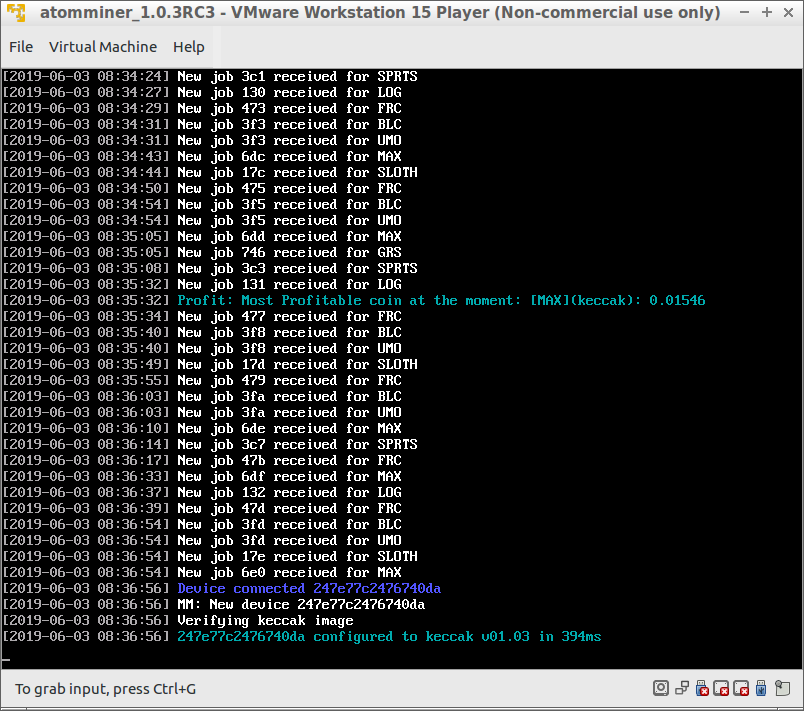 atomminer_1.0.3RC3 - VMware Workstation 15 Player (Non-commercial use only)
File Virtual Machine Help
[2019-06-03 08:34:24] New job 3c1 received for SPRTS
[2019-06-03 08:34:27] New job 130 received for LOG
[2019-06-03 08:34:29] New job 473 received for FRC
[2019-06-03 08:34:31] New job 3f3 received for BLC
[2019-06-03 08:34:31] New job 3f3 received for UMO
[2019-06-03 08:34:43] New job 6dc received for MAX
[2019-06-03 08:34:44] New job 17c received for SLOTH
[2019-06-03 08:34:50] New job 475 received for FRC
[2019-06-03 08:34:54] New job 3f5 received for BLC
[2019-06-03 08:34:54] New job 3f5 received for UMO
[2019-06-03 08:35:05] New job 6dd received for MAX
[2019-06-03 08:35:05] New job 746 received for GRS
[2019-06-03 08:35:08] New job 3c3 received for SPRTS
[2019-06-03 08:35:32] New job 131 received for LOG
[2019-06-03 08:35:32] Profit: Most Profitable coin at the moment: [MAX](keccak): 0.01546
[2019-06-03 08:35:34] New job 477 received for FRC
[2019-06-03 08:35:40] New job 3f8 received for BLC
[2019-06-03 08:35:40] New job 3f8 received for UMO
[2019-06-03 08:35:49] New job 17d received for SLOTH
[2019-06-03 08:35:55] New job 479 received for FRC
[2019-06-03 08:36:03] New job 3fa received for BLC
[2019-06-03 08:36:03] New job 3fa received for UMO
[2019-06-03 08:36:10] New job 6de received for MAX
[2019-06-03 08:36:14] New job 3c7 received for SPRTS
[2019-06-03 08:36:17] New job 47b received for FRC
[2019-06-03 08:36:33] New job 6df received for MAX
[2019-06-03 08:36:37] New job 132 received for LOG
[2019-06-03 08:36:39] New job 47d received for FRC
[2019-06-03 08:36:54] New job 3fd received for BLC
[2019-06-03 08:36:54] New job 3fd received for UMO
[2019-06-03 08:36:54] New job 17e received for SLOTH
[2019-06-03 08:36:54] New job 6e0 received for MAX
[2019-06-03 08:36:56] Device connected 247e77c2476740da
[2019-06-03 08:36:56] MM: New device 247e77c2476740da
[2019-06-03 08:36:56] Verifying keccak image
[2019-06-03 08:36:56] 247e77c2476740da configured to keccak v01.03 in 394ms
To grab input, press Ctrl+G